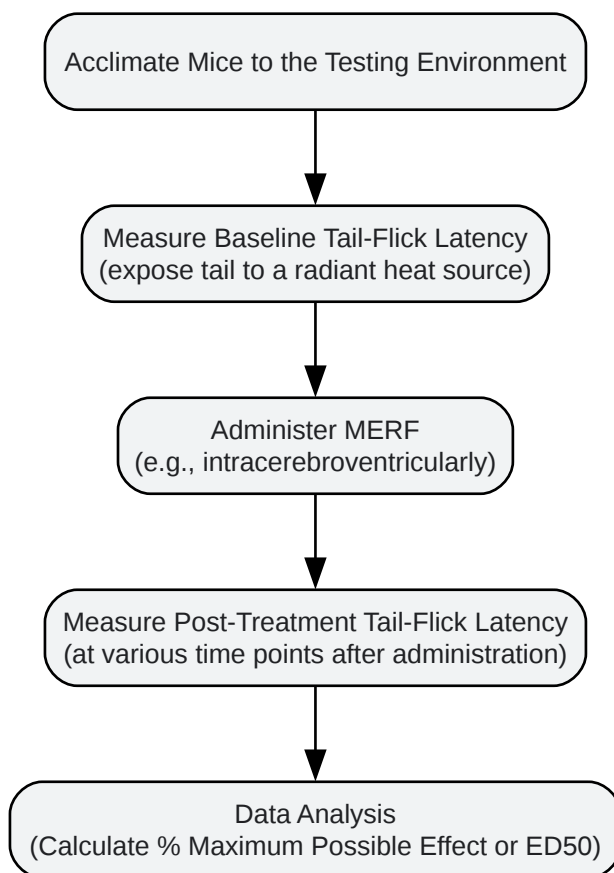 Acclimate Mice to the Testing Environment
Measure Baseline Tail-Flick Latency
(expose tail to a radiant heat source)
Administer MERF
(e.g., intracerebroventricularly)
Measure Post-Treatment Tail-Flick Latency
(at various time points after administration)
Data Analysis
(Calculate % Maximum Possible Effect or ED50)